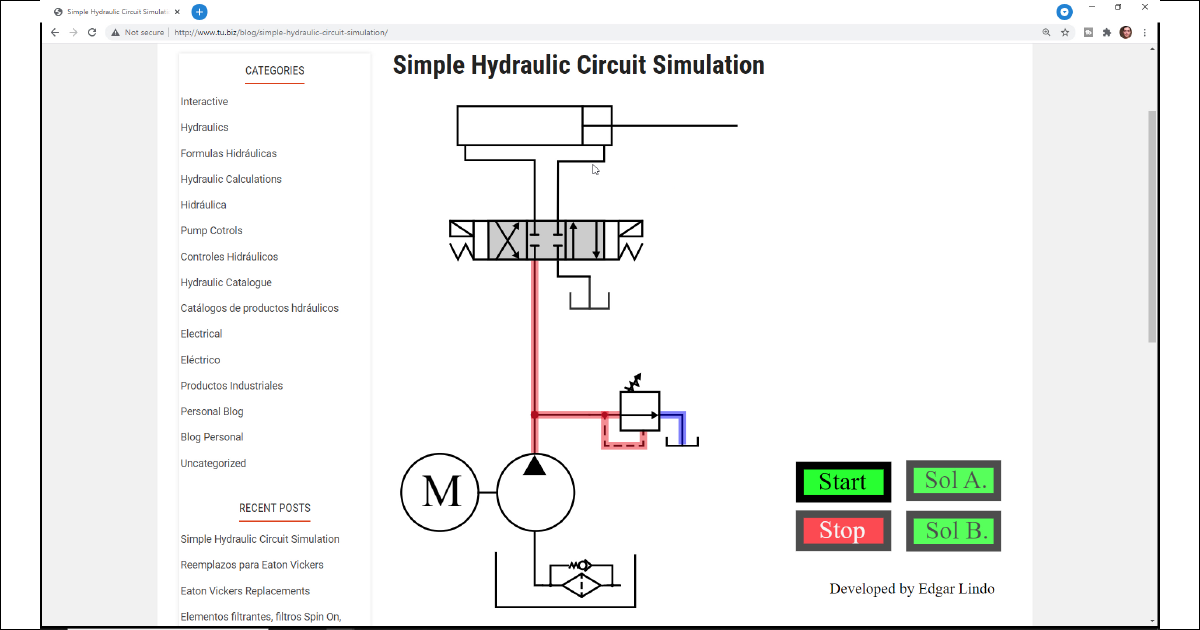 Simple Hydraulic Circuit Simulat
Not secure | http://www.tu.biz/blog/simple-hydraulic-circuit-simulation/
CATEGORIES
Interactive
Hydraulics
Formulas Hidráulicas
Hydraulic Calculations
Hidráulica
Pump Cotrols
Controles Hidráulicos
Hydraulic Catalogue
Catálogos de productos hdráulicos
Electrical
Eléctrico
Productos Industriales
Personal Blog
Blog Personal
Uncategorized
RECENT POSTS
Simple Hydraulic Circuit Simulation
Reemplazos para Eaton Vickers
Eaton Vickers Replacements
Elementos filtrantes, filtros Spin On,
Simple Hydraulic Circuit Simulation
M
Start
Sol A.
Stop
Sol B.
Developed by Edgar Lindo